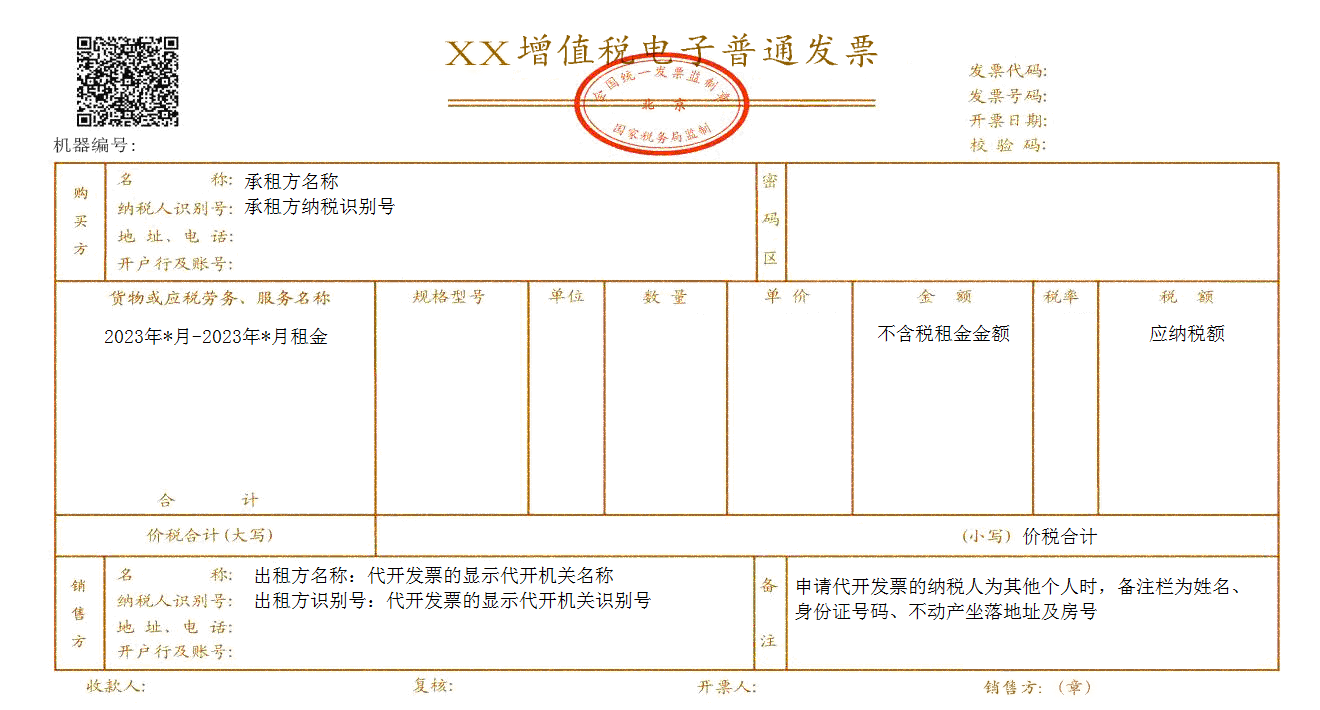 XX增值税电子普通发票
全国统一发票监制章
北京
国家税务局监制
发票代码:
发票号码:
开票日期:
校验码:
机器编号:
购买方
名称: 承租方名称
纳税人识别号: 承租方纳税识别号
地址、电话:
开户行及账号:
密码区
货物或应税劳务、服务名称 规格型号 单位 数量 单价 金额 税率 税额
2023年*月-2023年*月租金 不含税租金金额 应纳税额
合计
价税合计(大写) (小写) 价税合计
销售方
名称: 出租方名称：代开发票的显示代开机关名称
纳税人识别号: 出租方识别号：代开发票的显示代开机关识别号
地址、电话:
开户行及账号:
备注
申请代开发票的纳税人为其他个人时，备注栏为姓名、
身份证号码、不动产坐落地址及房号
收款人: 复核: 开票人: 销售方:（章）